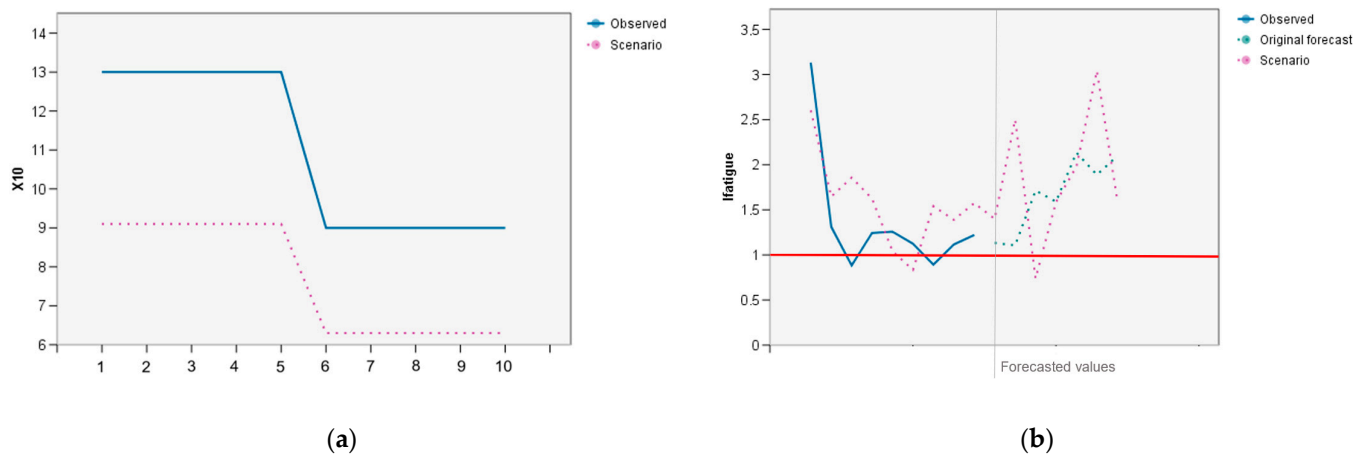 14
13
12
11
10
9
8
7
6
X10
1 2 3 4 5 6 7 8 9 10
Observed
Scenario
(a)
3.5
3
2.5
2
1.5
1
0.5
0
Ifatigue
Forecasted values
Observed
Original forecast
Scenario
(b)